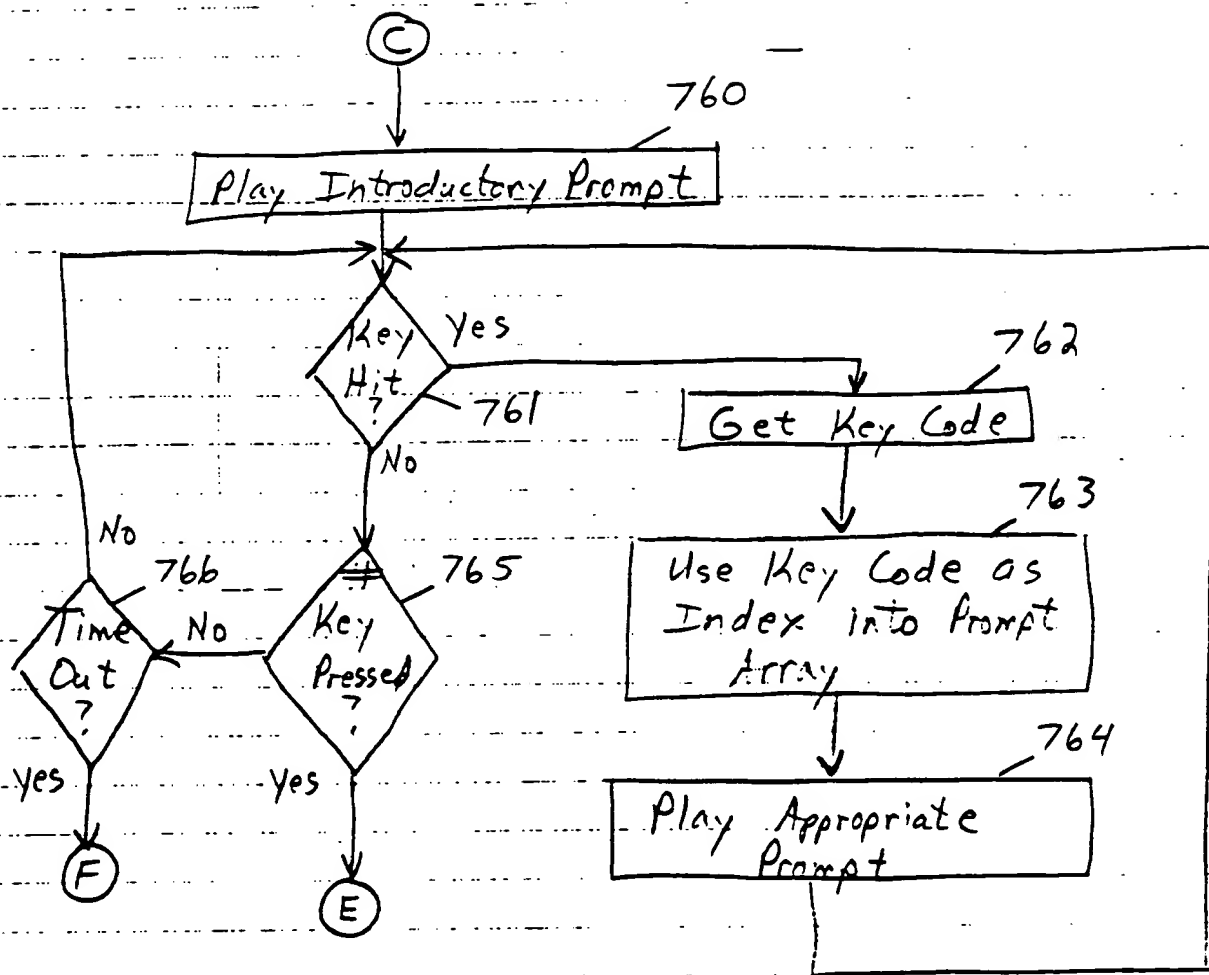 C
760
Play Introductory Prompt
Key
Hit
?
Yes
761
No
762
Get Key Code
763
Use Key Code as
Index into Prompt
Array
764
Play Appropriate
Prompt
#
Key
Pressed
?
765
No
Yes
E
766
Time
Out
?
No
Yes
F